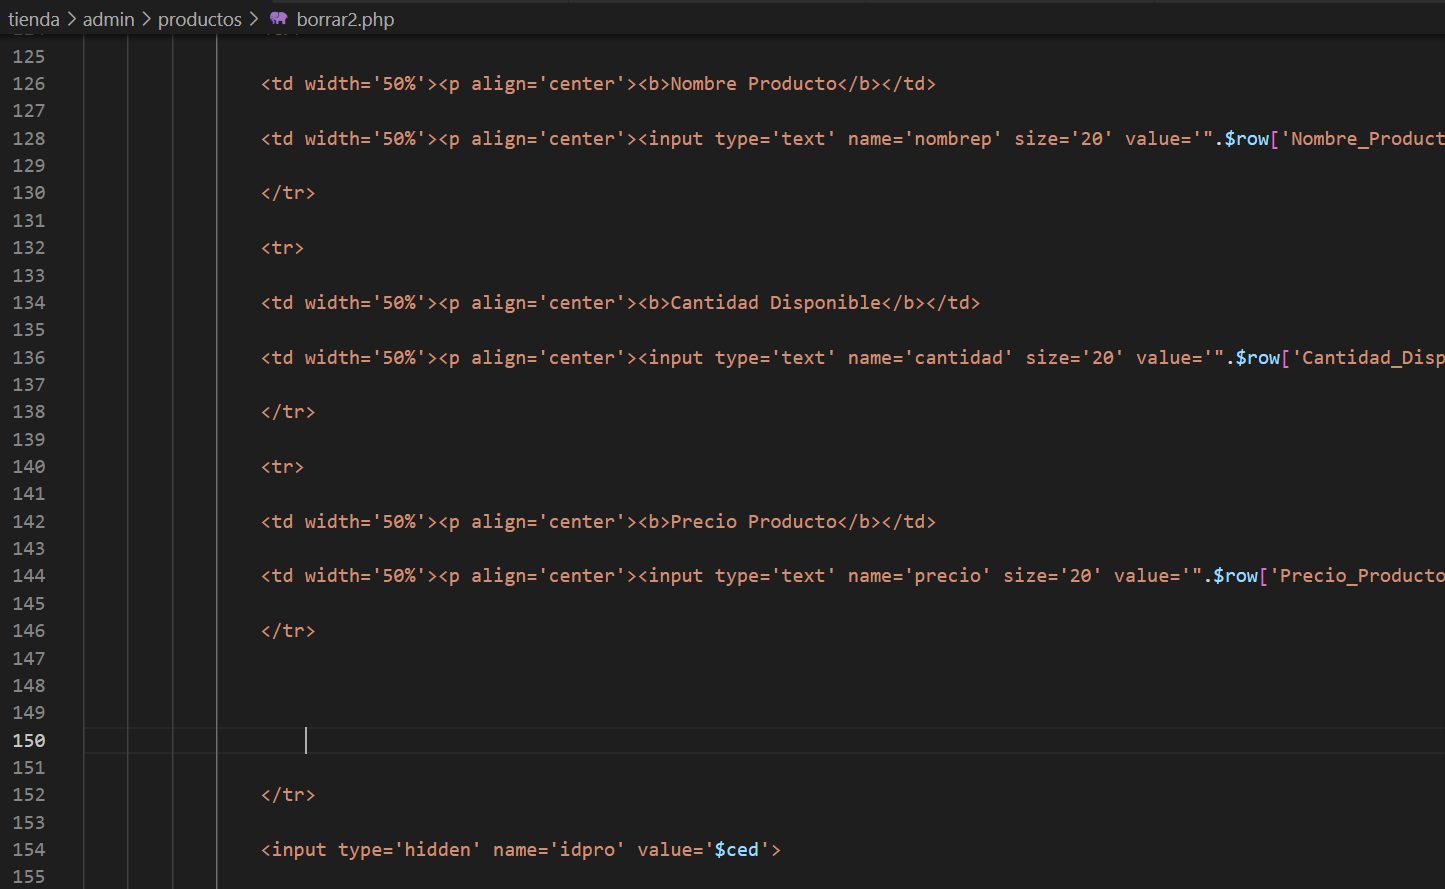 tienda > admin > productos > borrar2.php
125
126 <td width='50%'><p align='center'><b>Nombre Producto</b></td>
127
128 <td width='50%'><p align='center'><input type='text' name='nombrep' size='20' value='".$row['Nombre_Product
129
130 </tr>
131
132 <tr>
133
134 <td width='50%'><p align='center'><b>Cantidad Disponible</b></td>
135
136 <td width='50%'><p align='center'><input type='text' name='cantidad' size='20' value='".$row['Cantidad_Disp
137
138 </tr>
139
140 <tr>
141
142 <td width='50%'><p align='center'><b>Precio Producto</b></td>
143
144 <td width='50%'><p align='center'><input type='text' name='precio' size='20' value='".$row['Precio_Producto
145
146 </tr>
147
148
149
150
151
152 </tr>
153
154 <input type='hidden' name='idpro' value='$ced'>
155